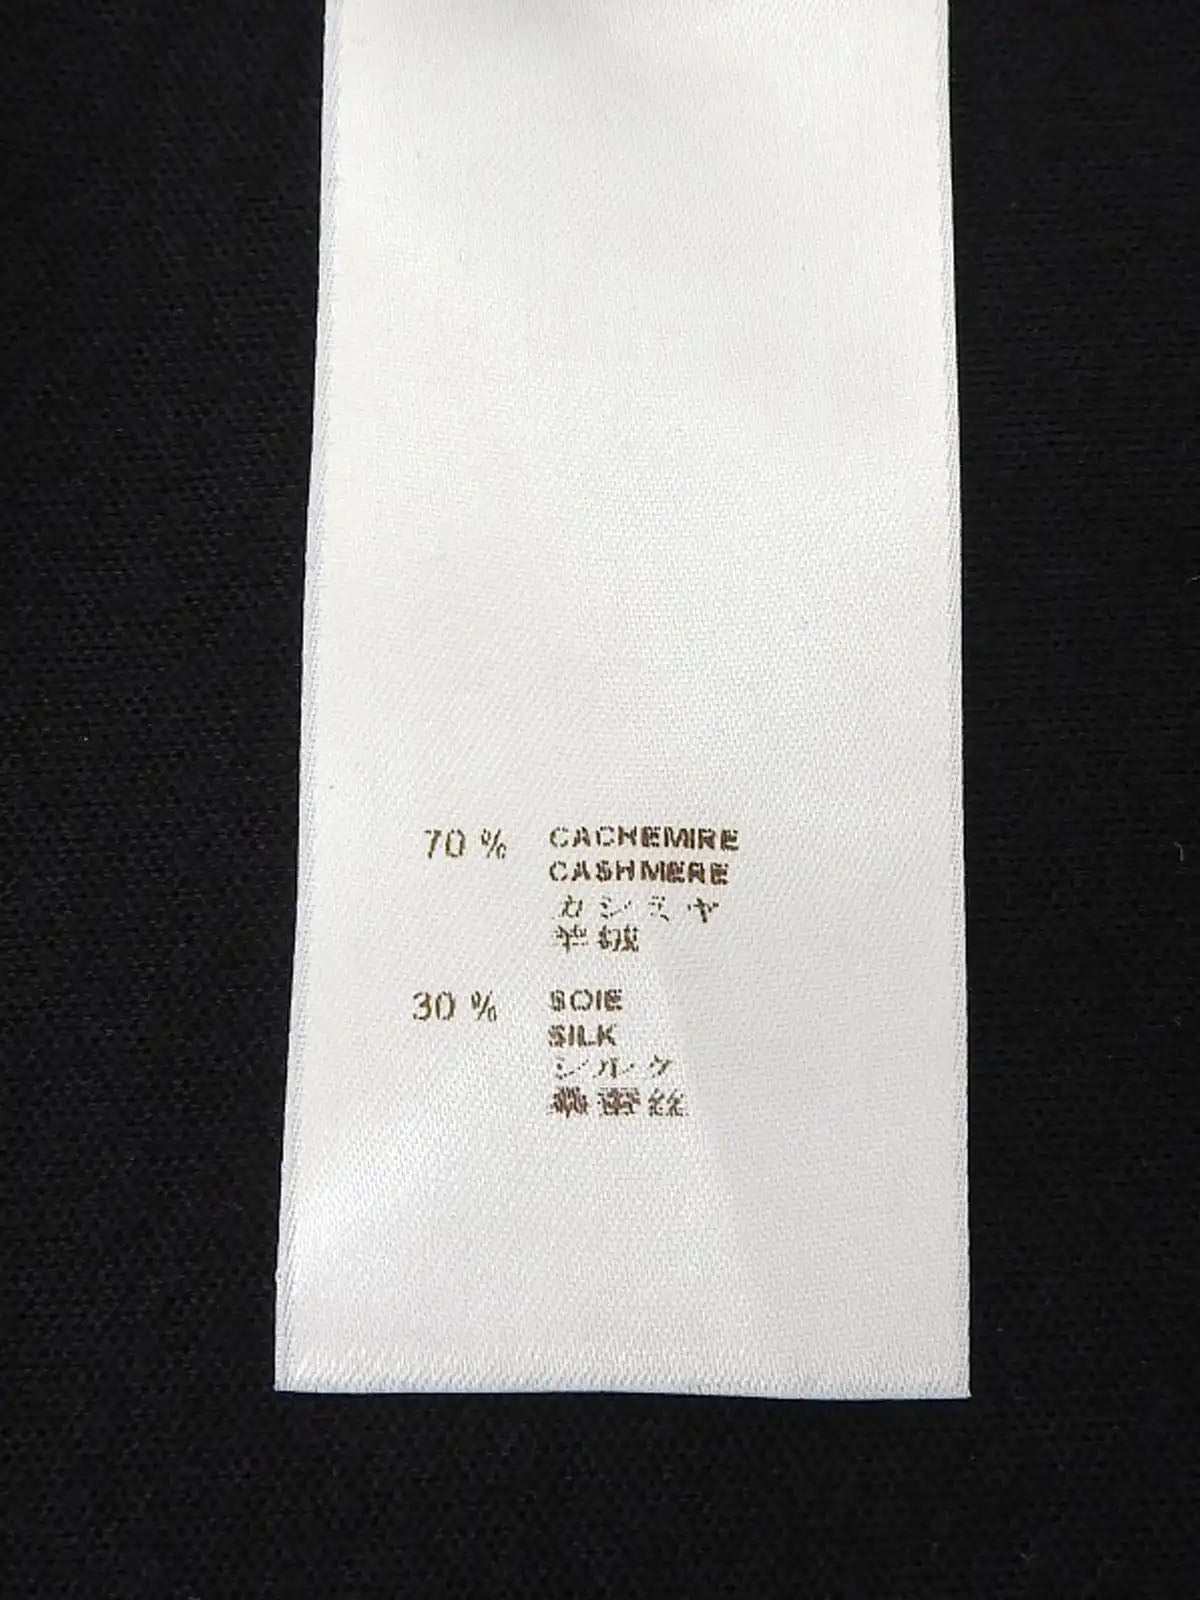 70 % CACHEMIRE
CASHMERE
カシミヤ
羊绒
30 % SOIE
SILK
シルク
桑蚕丝